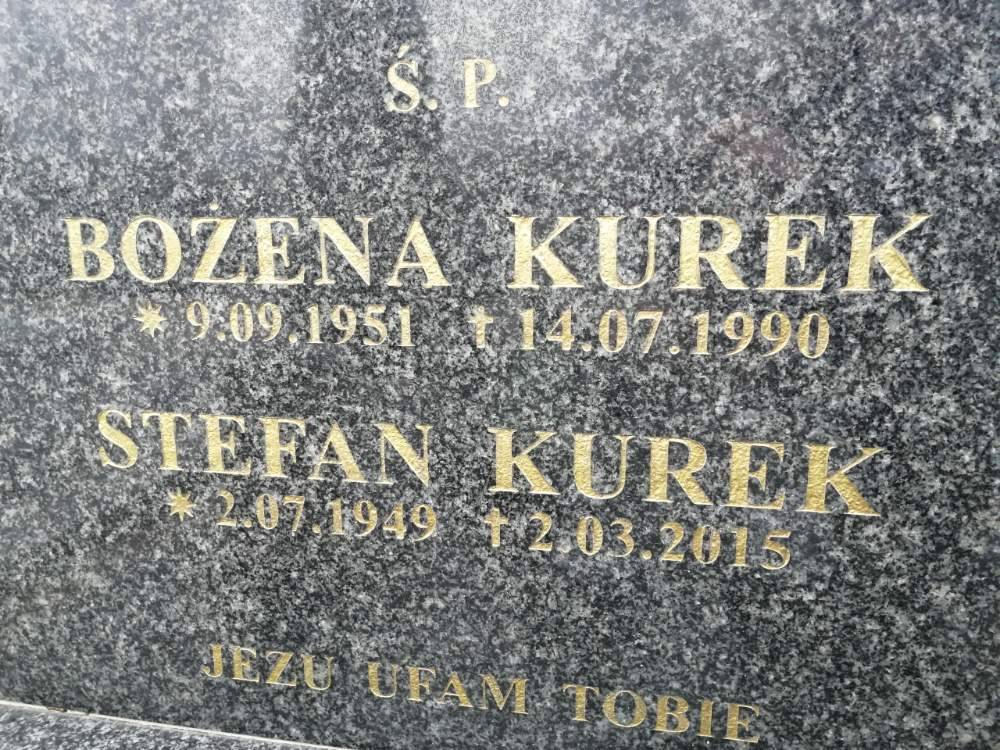 Ś. P.
BOŻENA KUREK
* 9.09.1951 † 14.07.1990
STEFAN KUREK
* 2.07.1949 † 2.03.2015
JEZU UFAM TOBIE